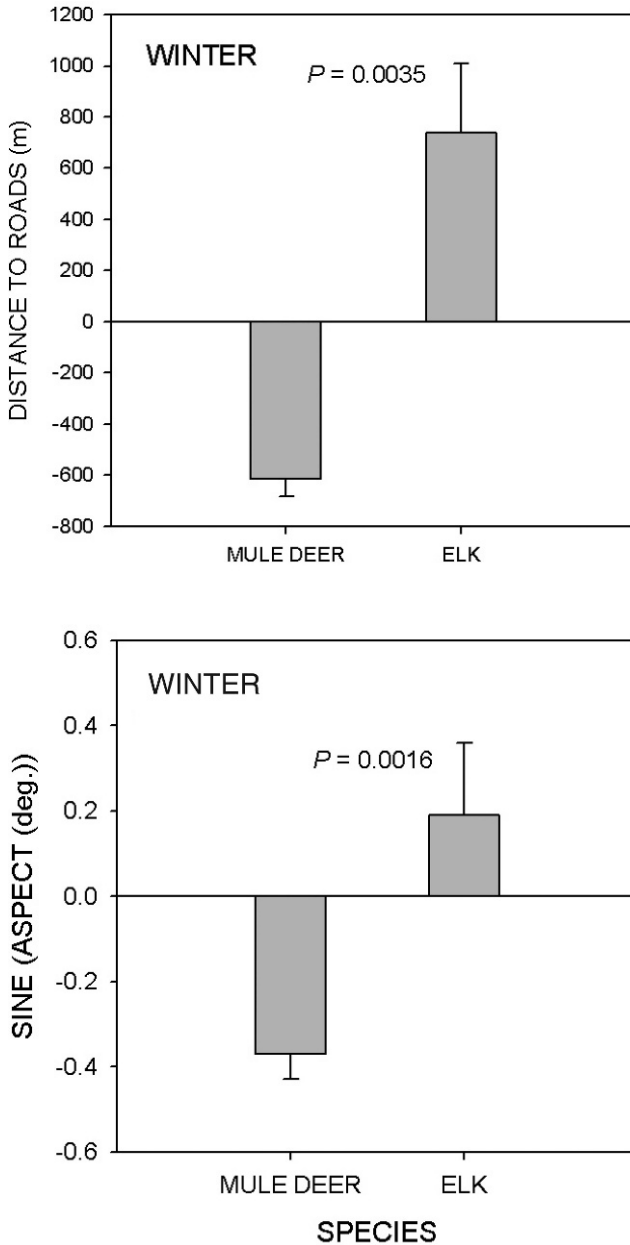 1200
WINTER
1000
P = 0.0035
800
600
400
200
0
-200
-400
-600
-800
DISTANCE TO ROADS (m)
MULE DEER ELK
0.6
WINTER
0.4
P = 0.0016
0.2
0.0
-0.2
-0.4
-0.6
SINE (ASPECT (deg.))
MULE DEER ELK
SPECIES